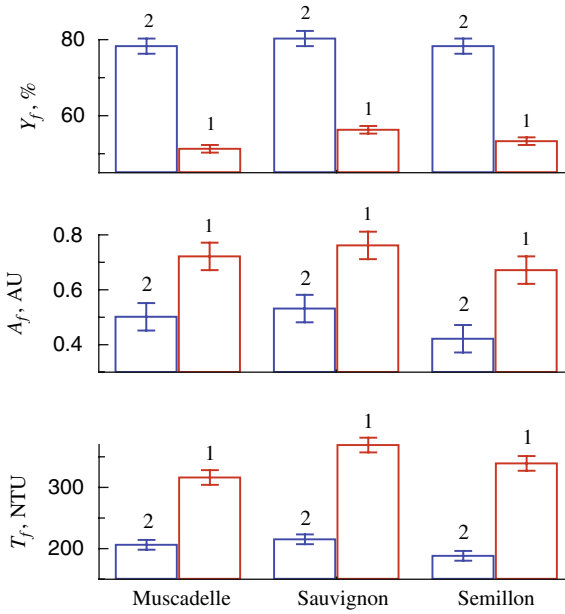 2 2 2
80
Y_f, %
1 1 1
60
0.8
1 1 1
A_f, AU
2 2 2
0.6
0.4
1 1 1
300
T_f, NTU
2 2 2
200
Muscadelle Sauvignon Semillon